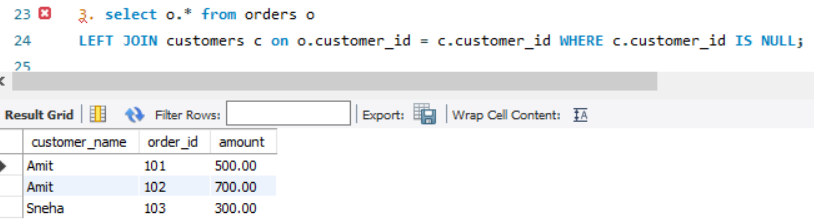 23 3. select o.* from orders o
24 LEFT JOIN customers c on o.customer_id = c.customer_id WHERE c.customer_id IS NULL;
25
Result Grid Filter Rows: Export: Wrap Cell Content: IA
customer_name order_id amount
Amit 101 500.00
Amit 102 700.00
Sneha 103 300.00